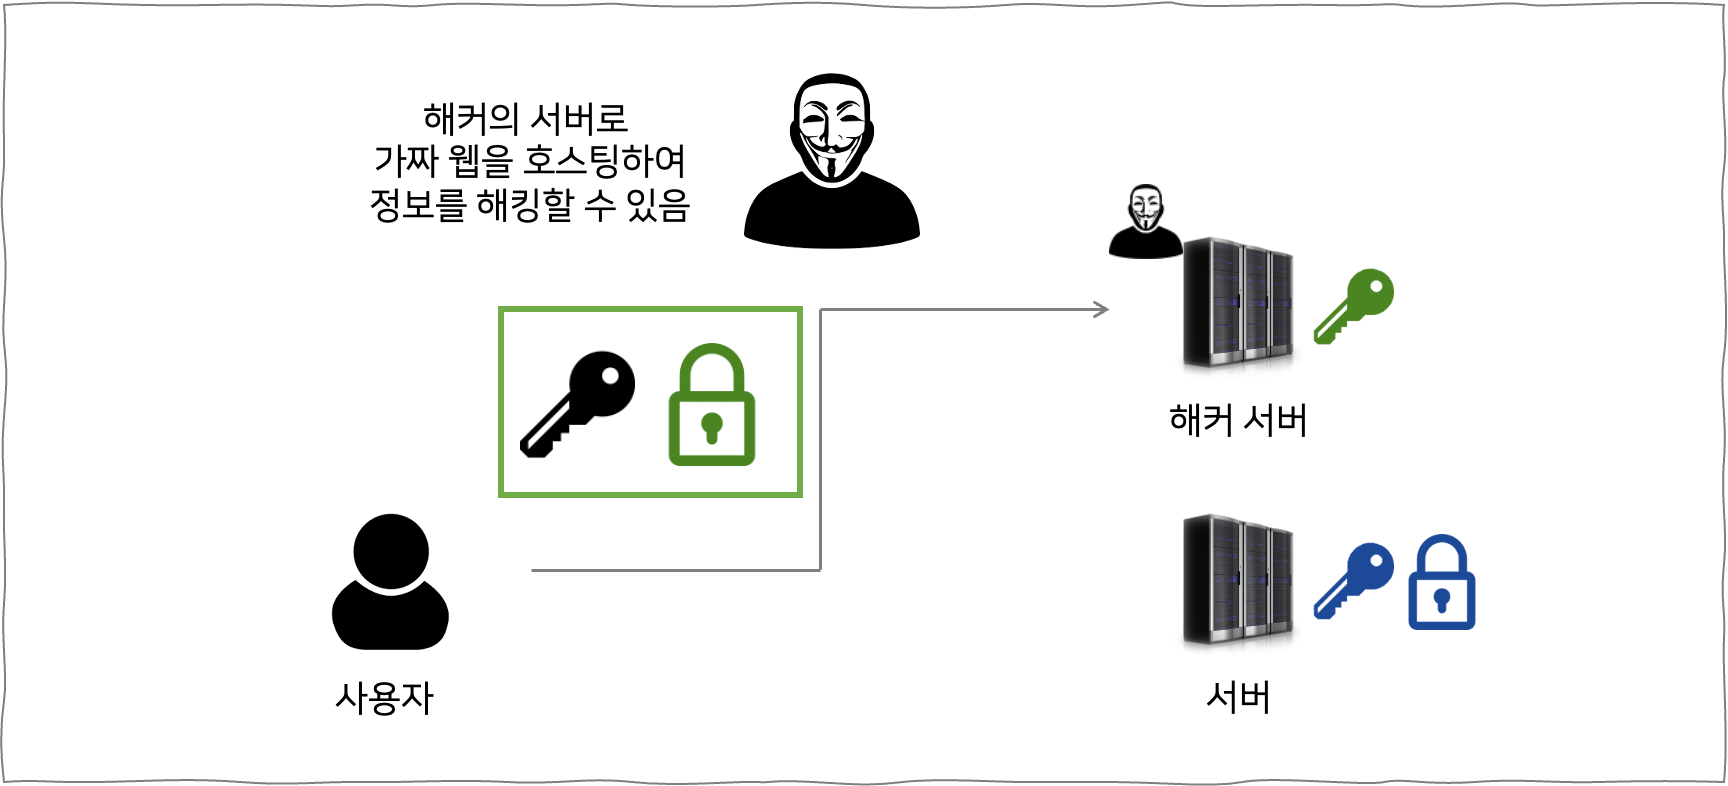 해커의 서버로
가짜 웹을 호스팅하여
정보를 해킹할 수 있음
해커 서버
사용자
서버